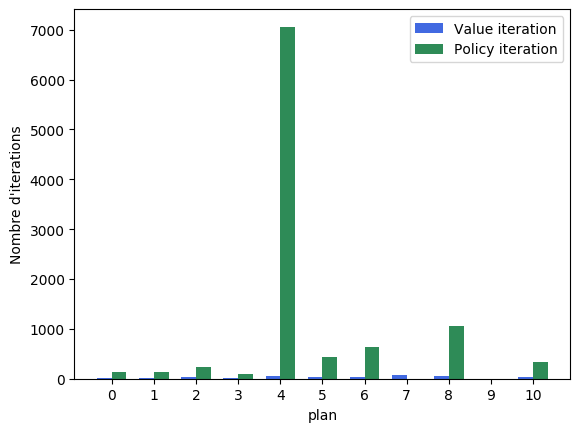 Value iteration
Policy iteration
Nombre d'iterations
7000
6000
5000
4000
3000
2000
1000
0
0 1 2 3 4 5 6 7 8 9 10
plan